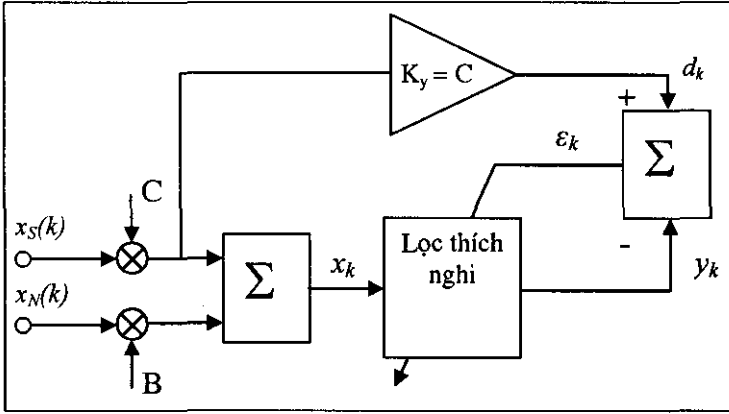 K_y = C
d_k
+
ε_k
Σ
C
x_S(k)
Lọc thích
nghi
x_k
Σ
-
y_k
x_N(k)
B